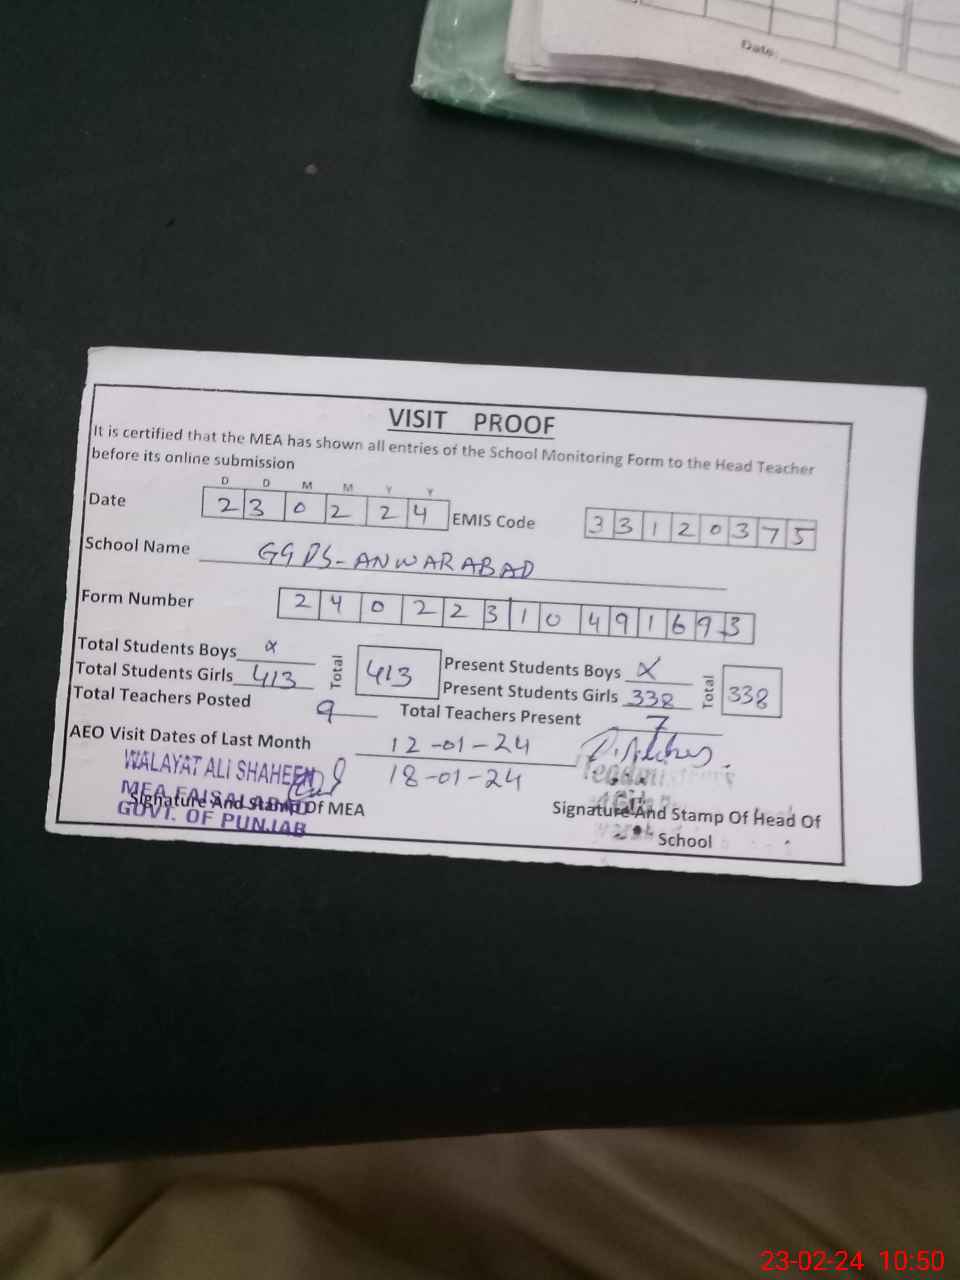 Date:
VISIT PROOF
It is certified that the MEA has shown all entries of the School Monitoring Form to the Head Teacher
before its online submission
D D M M Y Y
Date 2 3 0 2 2 4 EMIS Code 3 3 1 2 0 3 7 5
School Name GGPS-ANWARABAD
Form Number 2 4 0 2 2 3 1 0 4 9 1 6 9 3
Total Students Boys x Total 413 Present Students Boys x Total 338
Total Students Girls 413 Present Students Girls 338
Total Teachers Posted 9 Total Teachers Present 7
AEO Visit Dates of Last Month 12-01-24
18-01-24
WALAYAT ALI SHAHEEN
MEA FAISALABAD
GOVT. OF PUNJAB
Signature And Stamp Of MEA
Signature And Stamp Of Head Of
School
23-02-24 10:50